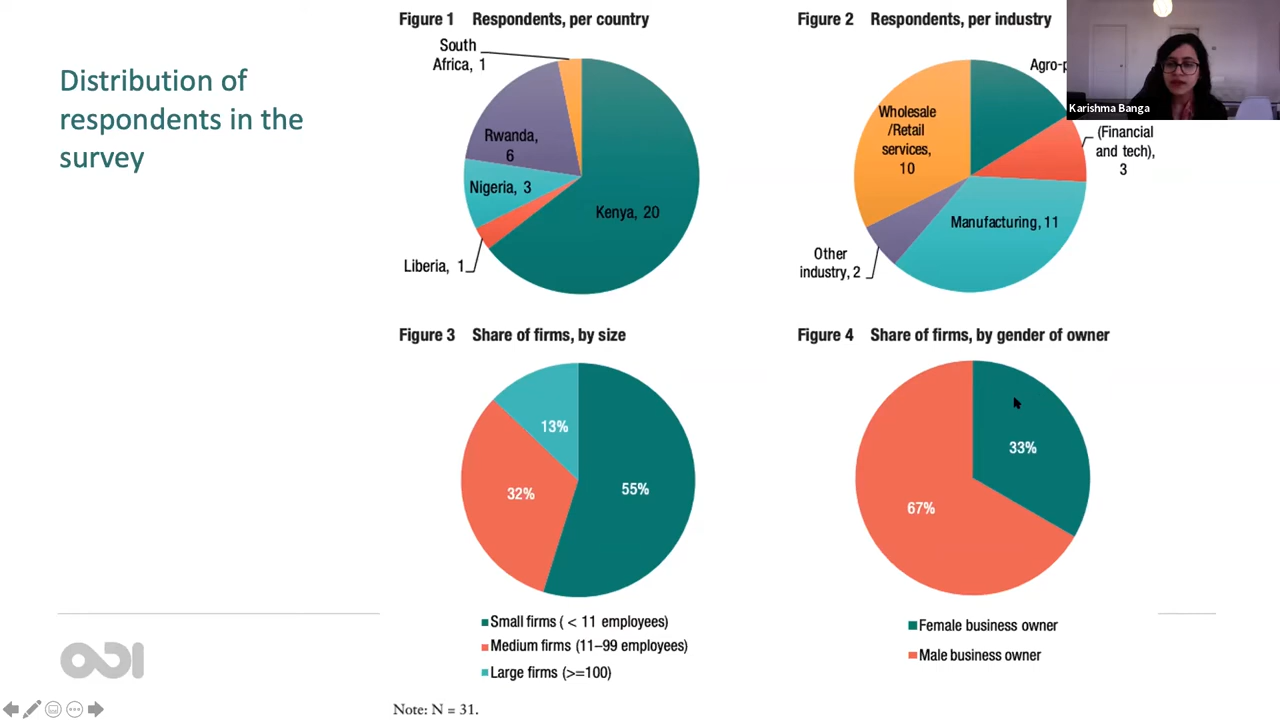 Distribution of
respondents in the
survey
Figure 1 Respondents, per country
South
Africa, 1
Rwanda,
6
Nigeria, 3
Kenya, 20
Liberia, 1
Figure 2 Respondents, per industry
Wholesale
/Retail
services,
10
(Financial
and tech),
3
Manufacturing, 11
Other
industry, 2
Karishma Banga
Figure 3 Share of firms, by size
13%
32%
55%
Small firms ( < 11 employees)
Medium firms (11–99 employees)
Large firms (>=100)
Figure 4 Share of firms, by gender of owner
33%
67%
Female business owner
Male business owner
ODI
Note: N = 31.